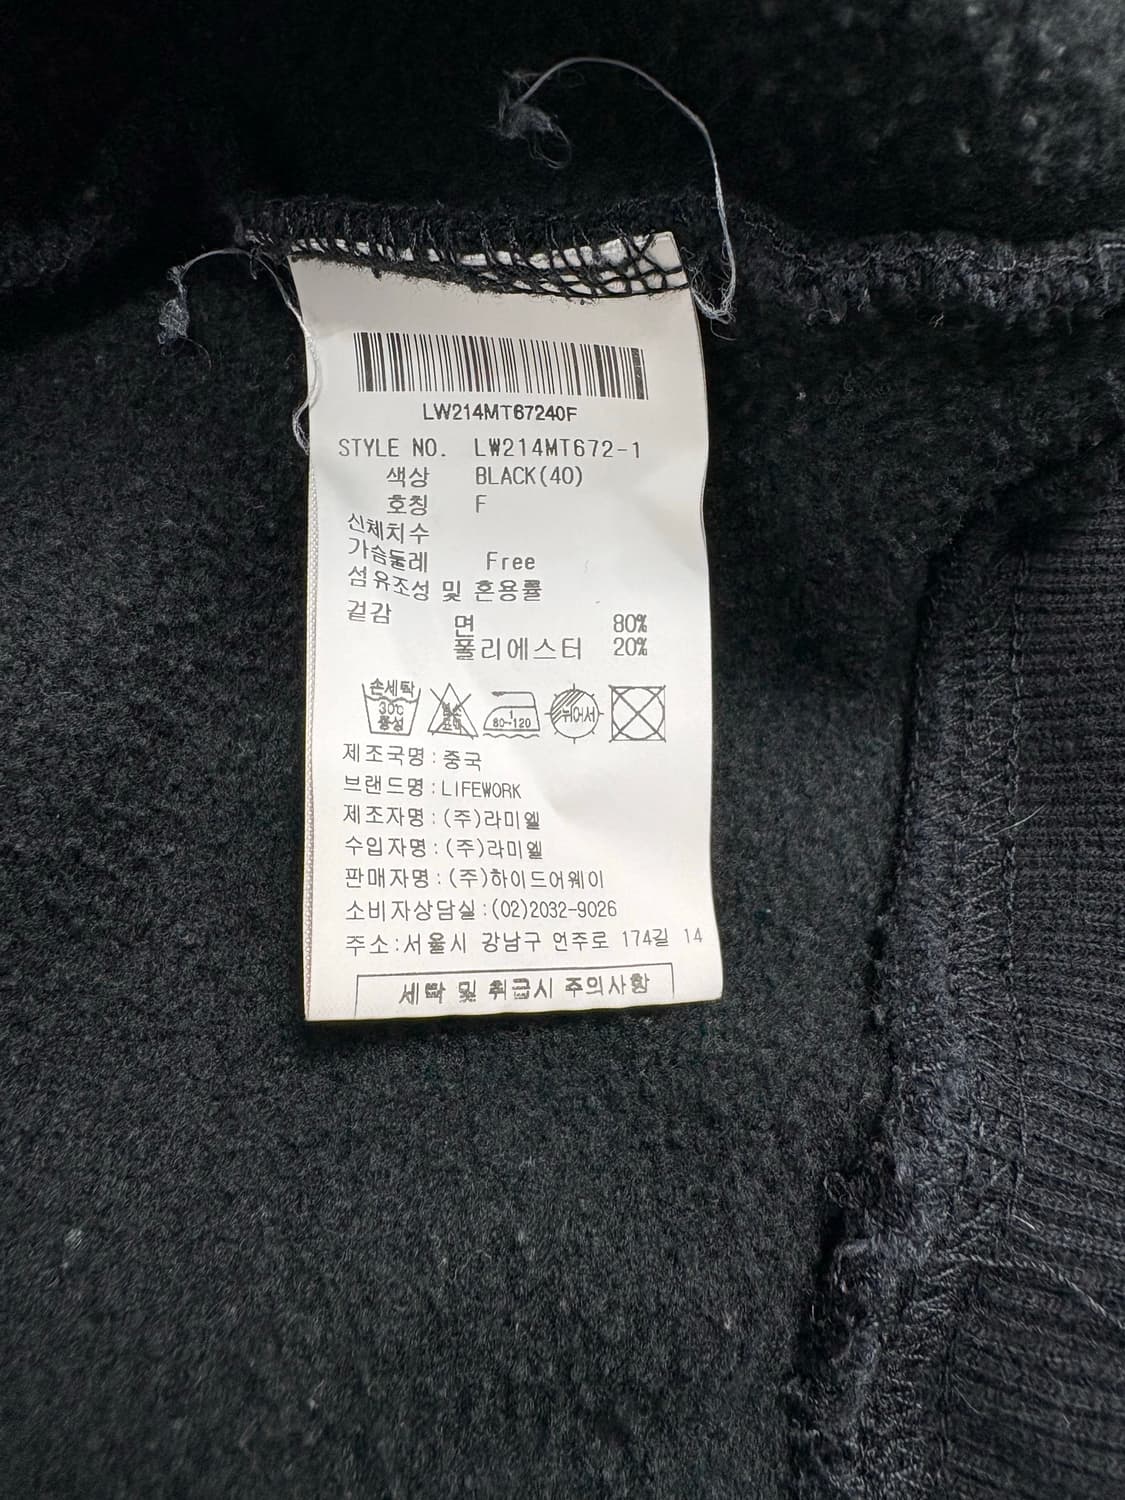 LW214MT67240F
STYLE NO. LW214MT672-1
색상 BLACK(40)
호칭 F
신체치수
가슴둘레 Free
섬유조성 및 혼용률
겉감
면 80%
폴리에스터 20%
손세탁
30℃
중성
80~120
뉘어서
제조국명:중국
브랜드명:LIFEWORK
제조자명:(주)라미엘
수입자명:(주)라미엘
판매자명:(주)하이드어웨이
소비자상담실:(02)2032-9026
주소:서울시 강남구 언주로 174길 14
세탁 및 취급시 주의사항